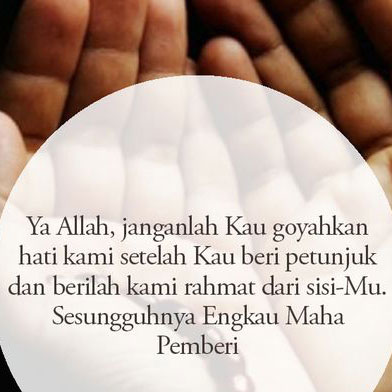 Ya Allah, janganlah Kau goyahkan
hati kami setelah Kau beri petunjuk
dan berilah kami rahmat dari sisi-Mu.
Sesungguhnya Engkau Maha
Pemberi